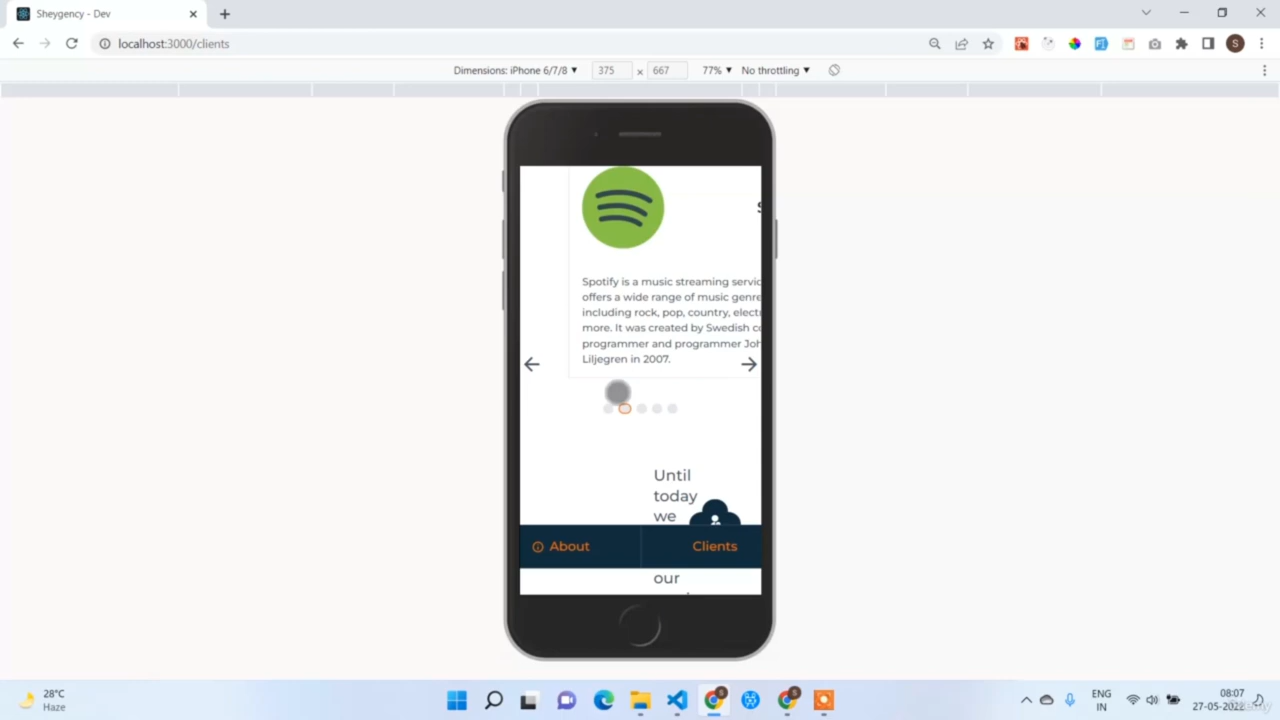 Sheygency - Dev
localhost:3000/clients
Dimensions: iPhone 6/7/8 ▼ 375 x 667 77% ▼ No throttling ▼
Spotify is a music streaming servic
offers a wide range of music genre
including rock, pop, country, electr
more. It was created by Swedish co
programmer and programmer Joh
Liljegren in 2007.
Until
today
we
About Clients
our
28°C
Haze
ENG
IN
08:07
27-05-2022
S